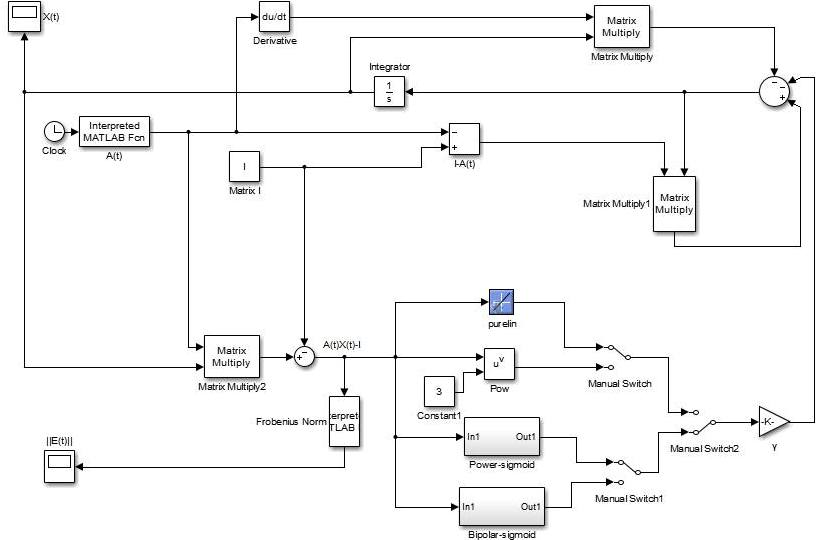 X(t)
du/dt
Derivative
Matrix
Multiply
Matrix Multiply
Integrator
1
s
Clock
Interpreted
MATLAB Fcn
A(t)
I
Matrix I
I-A(t)
Matrix Multiply1
Matrix
Multiply
purelin
Matrix
Multiply
Matrix Multiply2
A(t)X(t)-I
u^v
Pow
Manual Switch
3
Constant1
Frobenius Norm
terpret
TLAB
||E(t)||
In1
Out1
Power-sigmoid
Manual Switch2
-K-
γ
Manual Switch1
In1
Out1
Bipolar-sigmoid